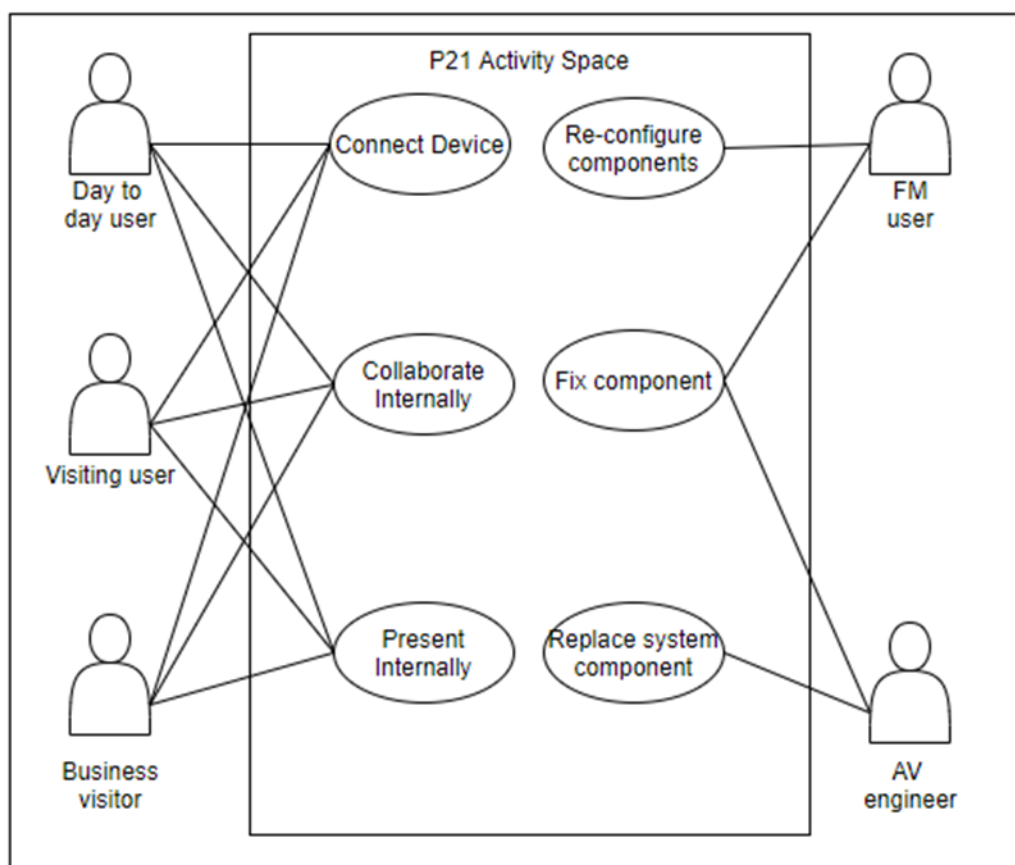 P21 Activity Space
Connect Device
Re-configure
components
Day to
day user
FM
user
Collaborate
Internally
Fix component
Visiting user
Present
Internally
Replace system
component
Business
visitor
AV
engineer